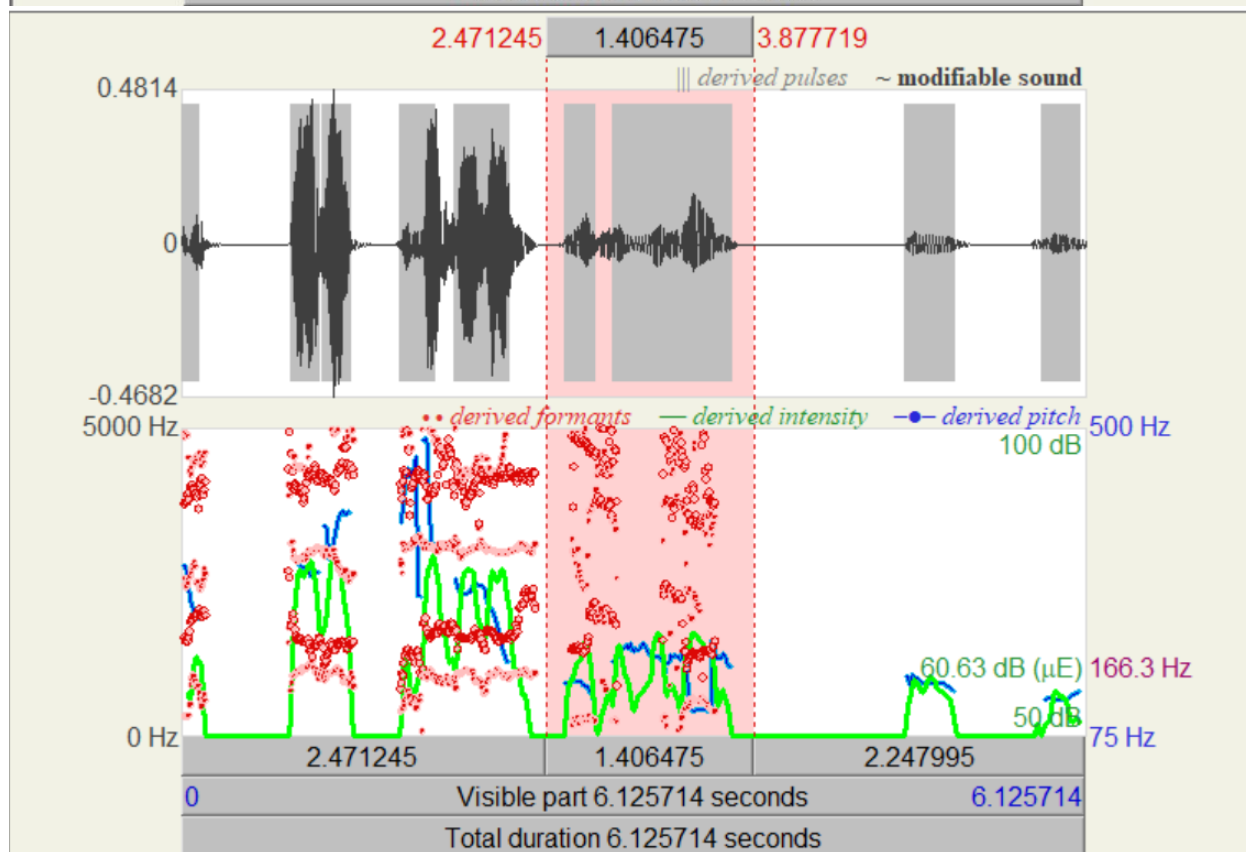 2.471245 1.406475 3.877719
||| derived pulses ~ modifiable sound
0.4814
0
-0.4682
•• derived formants — derived intensity –●– derived pitch
5000 Hz 500 Hz
100 dB
60.63 dB (µE) 166.3 Hz
50 dB
0 Hz 75 Hz
2.471245 1.406475 2.247995
0 Visible part 6.125714 seconds 6.125714
Total duration 6.125714 seconds